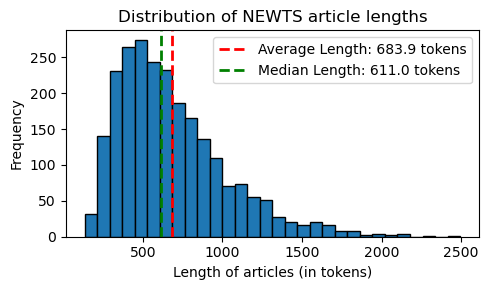 Distribution of NEWTS article lengths
Average Length: 683.9 tokens
Median Length: 611.0 tokens
Frequency
250
200
150
100
50
0
500
1000
1500
2000
2500
Length of articles (in tokens)